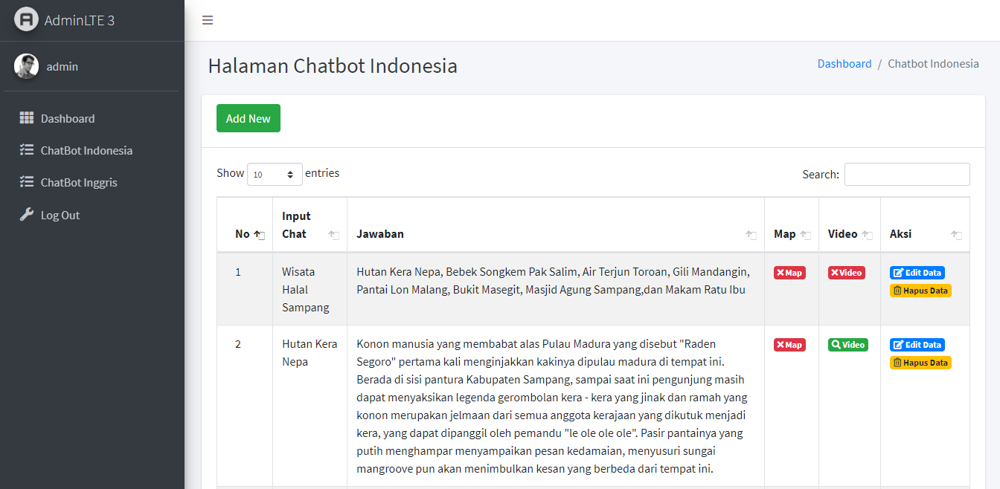 AdminLTE 3
admin
Dashboard
ChatBot Indonesia
ChatBot Inggris
Log Out
Halaman Chatbot Indonesia
Dashboard / Chatbot Indonesia
Add New
Show 10 entries
Search:
No
Input
Chat
Jawaban
Map
Video
Aksi
1
Wisata
Halal
Sampang
Hutan Kera Nepa, Bebek Songkem Pak Salim, Air Terjun Toroan, Gili Mandangin,
Pantai Lon Malang, Bukit Masegit, Masjid Agung Sampang,dan Makam Ratu Ibu
Map
Video
Edit Data
Hapus Data
2
Hutan Kera
Nepa
Konon manusia yang membabat alas Pulau Madura yang disebut "Raden
Segoro" pertama kali menginjakkan kakinya dipulau madura di tempat ini.
Berada di sisi pantura Kabupaten Sampang, sampai saat ini pengunjung masih
dapat menyaksikan legenda gerombolan kera - kera yang jinak dan ramah yang
konon merupakan jelmaan dari semua anggota kerajaan yang dikutuk menjadi
kera, yang dapat dipanggil oleh pemandu "le ole ole ole". Pasir pantainya yang
putih menghampar menyampaikan pesan kedamaian, menyusuri sungai
mangroove pun akan menimbulkan kesan yang berbeda dari tempat ini.
Map
Video
Edit Data
Hapus Data